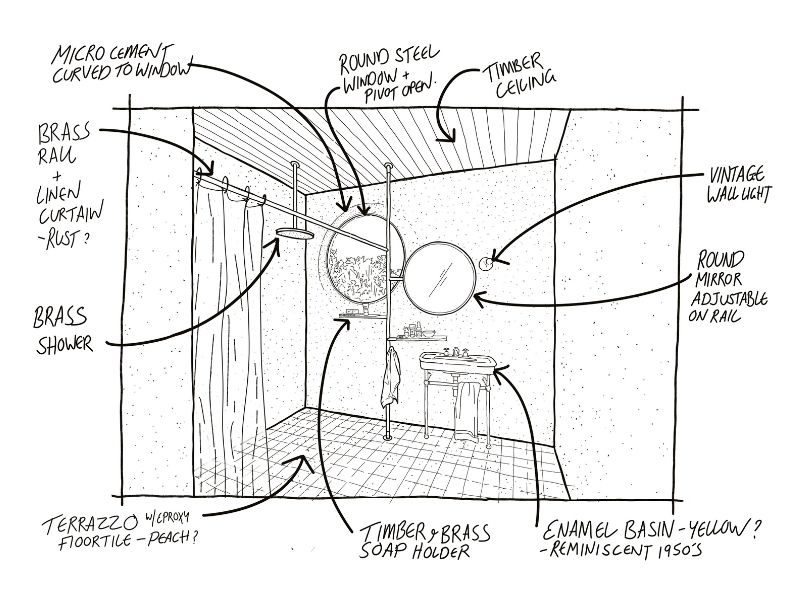 MICRO CEMENT
CURVED TO WINDOW
ROUND STEEL
WINDOW +
PIVOT OPEN.
TIMBER
CEILING
BRASS
RAIL
+
LINEN
CURTAIN
-RUST?
VINTAGE
WALL LIGHT
ROUND
MIRROR
ADJUSTABLE
ON RAIL
BRASS
SHOWER
TERRAZZO W/EPROXY
FLOORTILE - PEACH?
TIMBER & BRASS
SOAP HOLDER
ENAMEL BASIN - YELLOW?
-REMINISCENT 1950'S